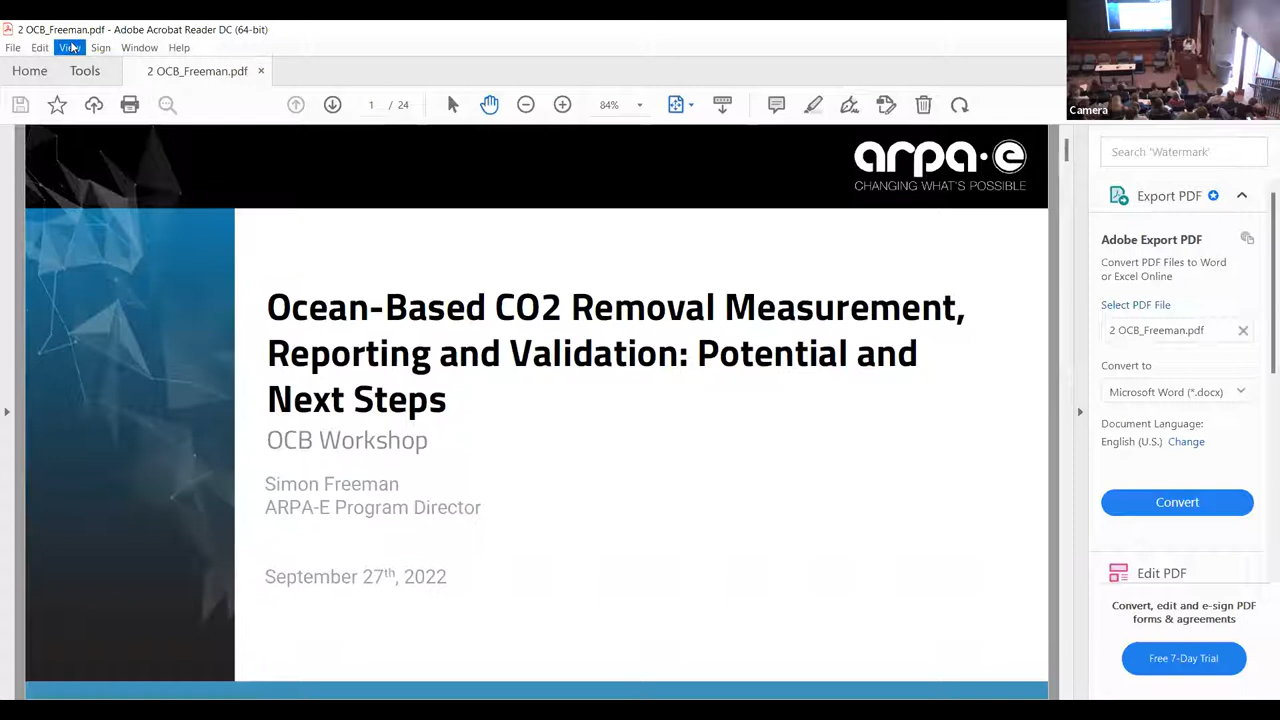 2 OCB_Freeman.pdf - Adobe Acrobat Reader DC (64-bit)
File Edit View Sign Window Help
Home Tools 2 OCB_Freeman.pdf ×
1 / 24 84%
Camera
arpa·e
CHANGING WHAT'S POSSIBLE
Ocean-Based CO2 Removal Measurement,
Reporting and Validation: Potential and
Next Steps
OCB Workshop
Simon Freeman
ARPA-E Program Director
September 27th, 2022
Search 'Watermark'
Export PDF
Adobe Export PDF
Convert PDF Files to Word
or Excel Online
Select PDF File
2 OCB_Freeman.pdf
Convert to
Microsoft Word (*.docx)
Document Language:
English (U.S.) Change
Convert
Edit PDF
Convert, edit and e-sign PDF
forms & agreements
Free 7-Day Trial